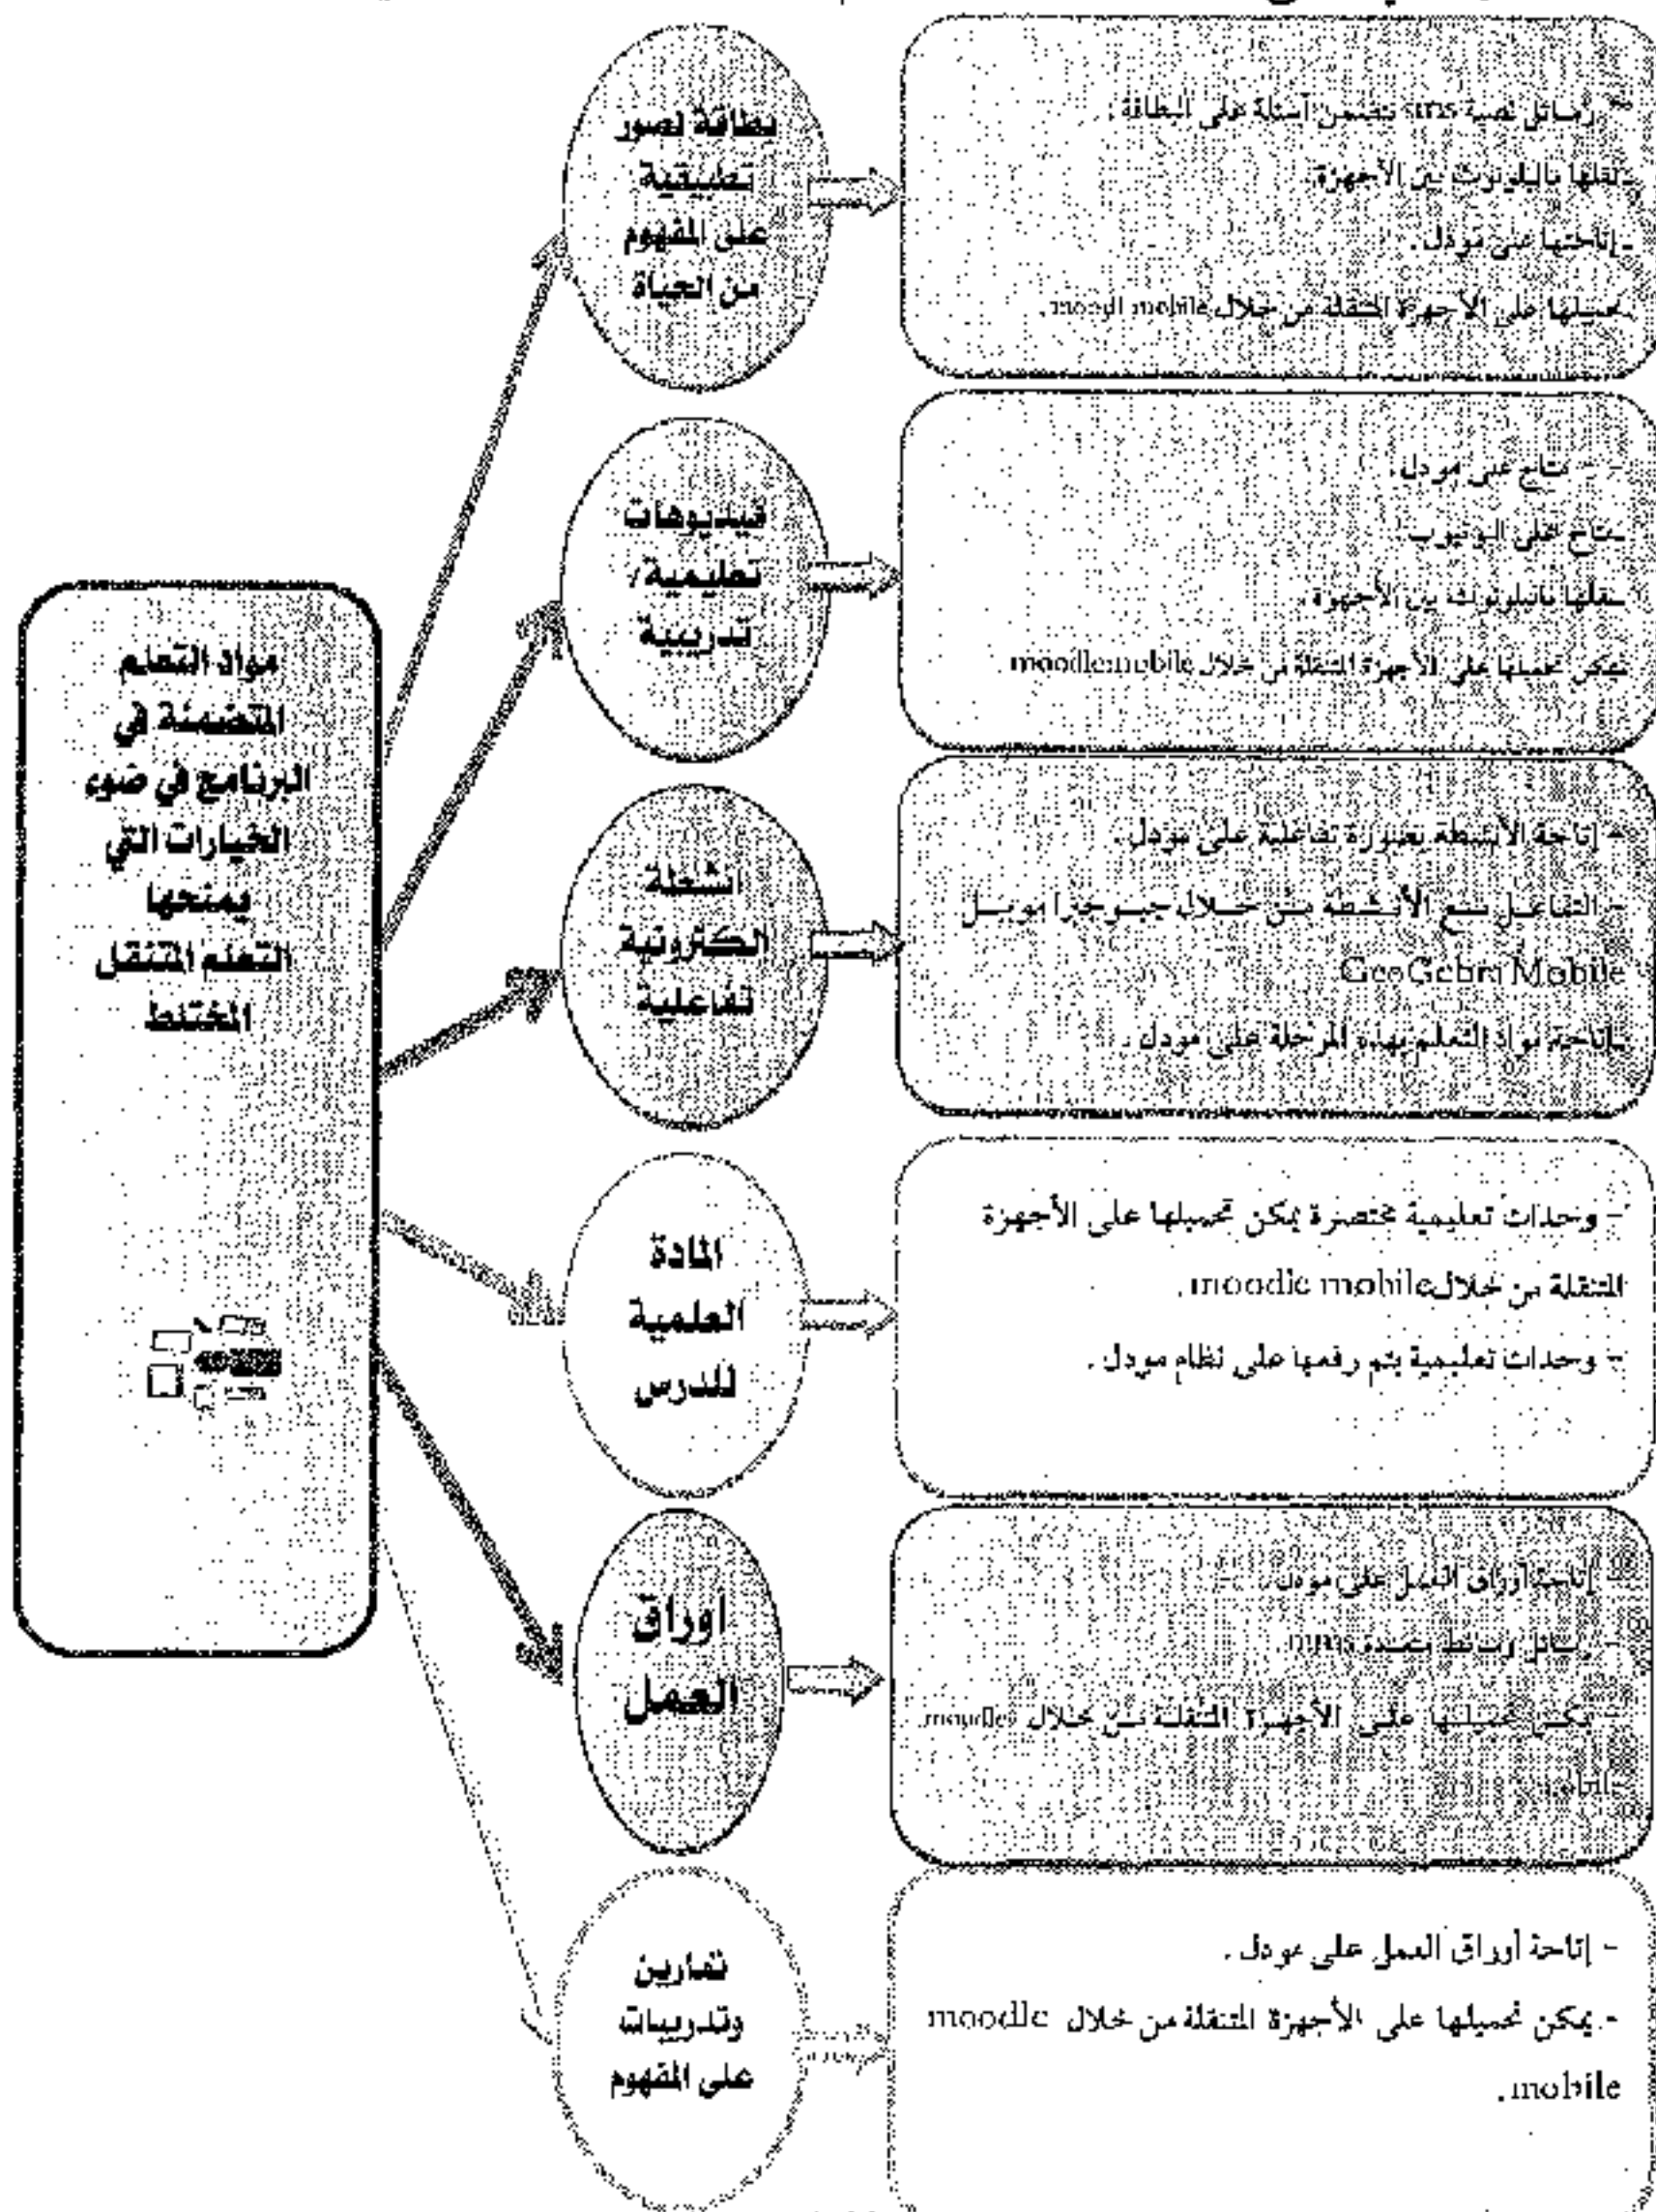 مواد التعلم
المتضمنة في
البرنامج في ضوء
الخيارات التي
يمنحها
التعلم المتنقل
المختلط
بطاقة لصور
تطبيقية
على المفهوم
من الحياة
رسائل نصية sms تتضمن أسئلة على البطاقة .
نقلها بالبلوتوث بين الأجهزة
- إتاحتها على مودل .
تحميلها على الأجهزة المتنقلة من خلال moodl mobile .
فيديوهات
تعليمية /
تدريبية
- متاح على مودل .
متاح على اليوتيوب
نقلها بالبلوتوث بين الأجهزة .
يمكن تحميلها على الأجهزة المتنقلة من خلال moodle mobile
انشطة
الكترونية
تفاعلية
- إتاحة الأنشطة بصورة تفاعلية على مودل .
- التفاعل مع الأنشطة من خلال جيوجبرا موبيل
GeoGebra Mobile
- إتاحة مواد التعلم بهذه المرحلة على مودل .
المادة
العلمية
للدرس
- وحدات تعليمية مختصرة يمكن تحميلها على الأجهزة
المتنقلة من خلال moodle mobile .
- وحدات تعليمية يتم رفعها على نظام مودل .
اوراق
العمل
- إتاحة أوراق العمل على مودل .
- رسائل وسائط متعددة mms
- يمكن تحميلها على الأجهزة المتنقلة من خلال moodle
تمارين
وتدريبات
على المفهوم
- إتاحة أوراق العمل على مودل .
- يمكن تحميلها على الأجهزة المتنقلة من خلال moodle
mobile .